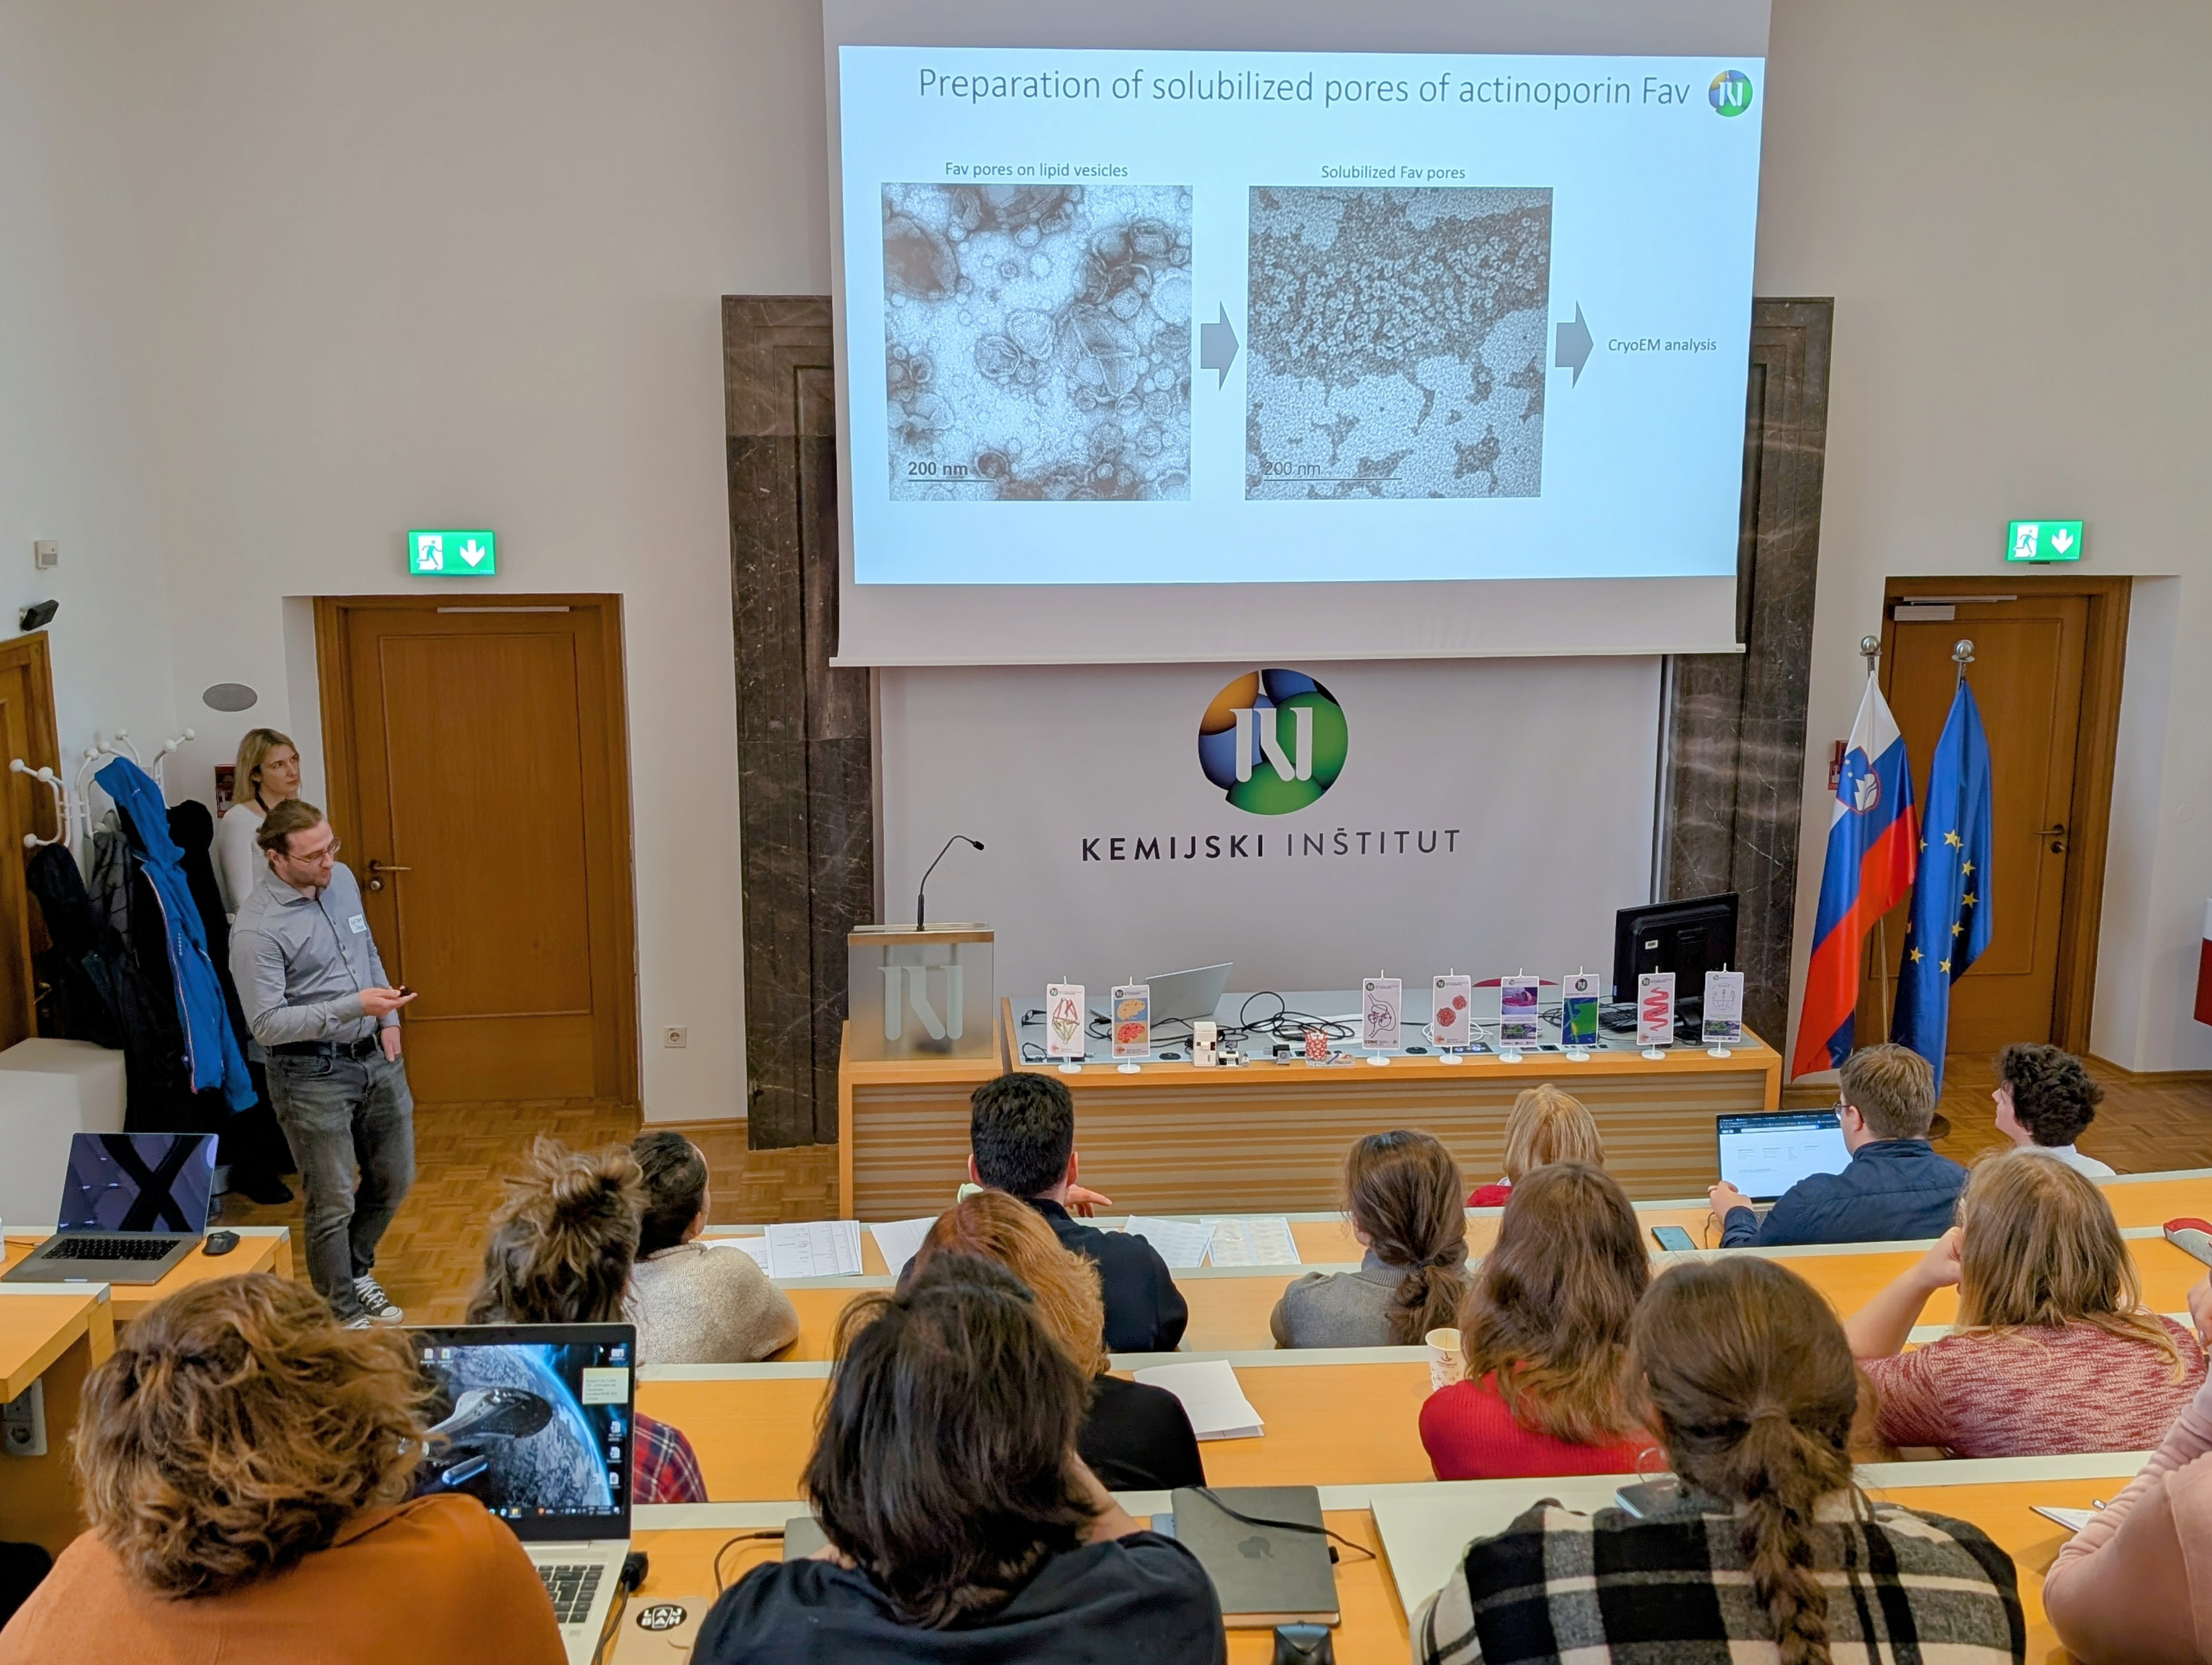 Preparation of solubilized pores of actinoporin Fav
Fav pores on lipid vesicles
Solubilized Fav pores
CryoEM analysis
200 nm
200 nm
KEMIJSKI INŠTITUT